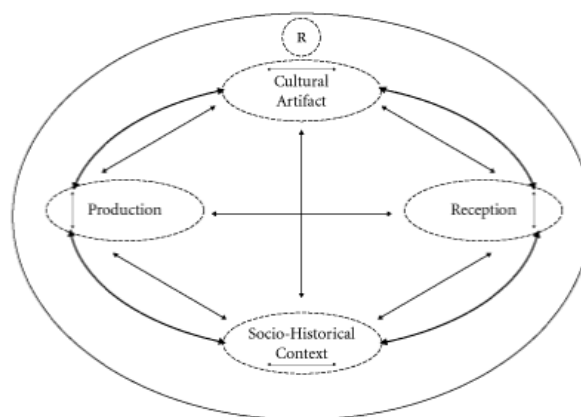 R
Cultural
Artifact
Production
Reception
Socio-Historical
Context